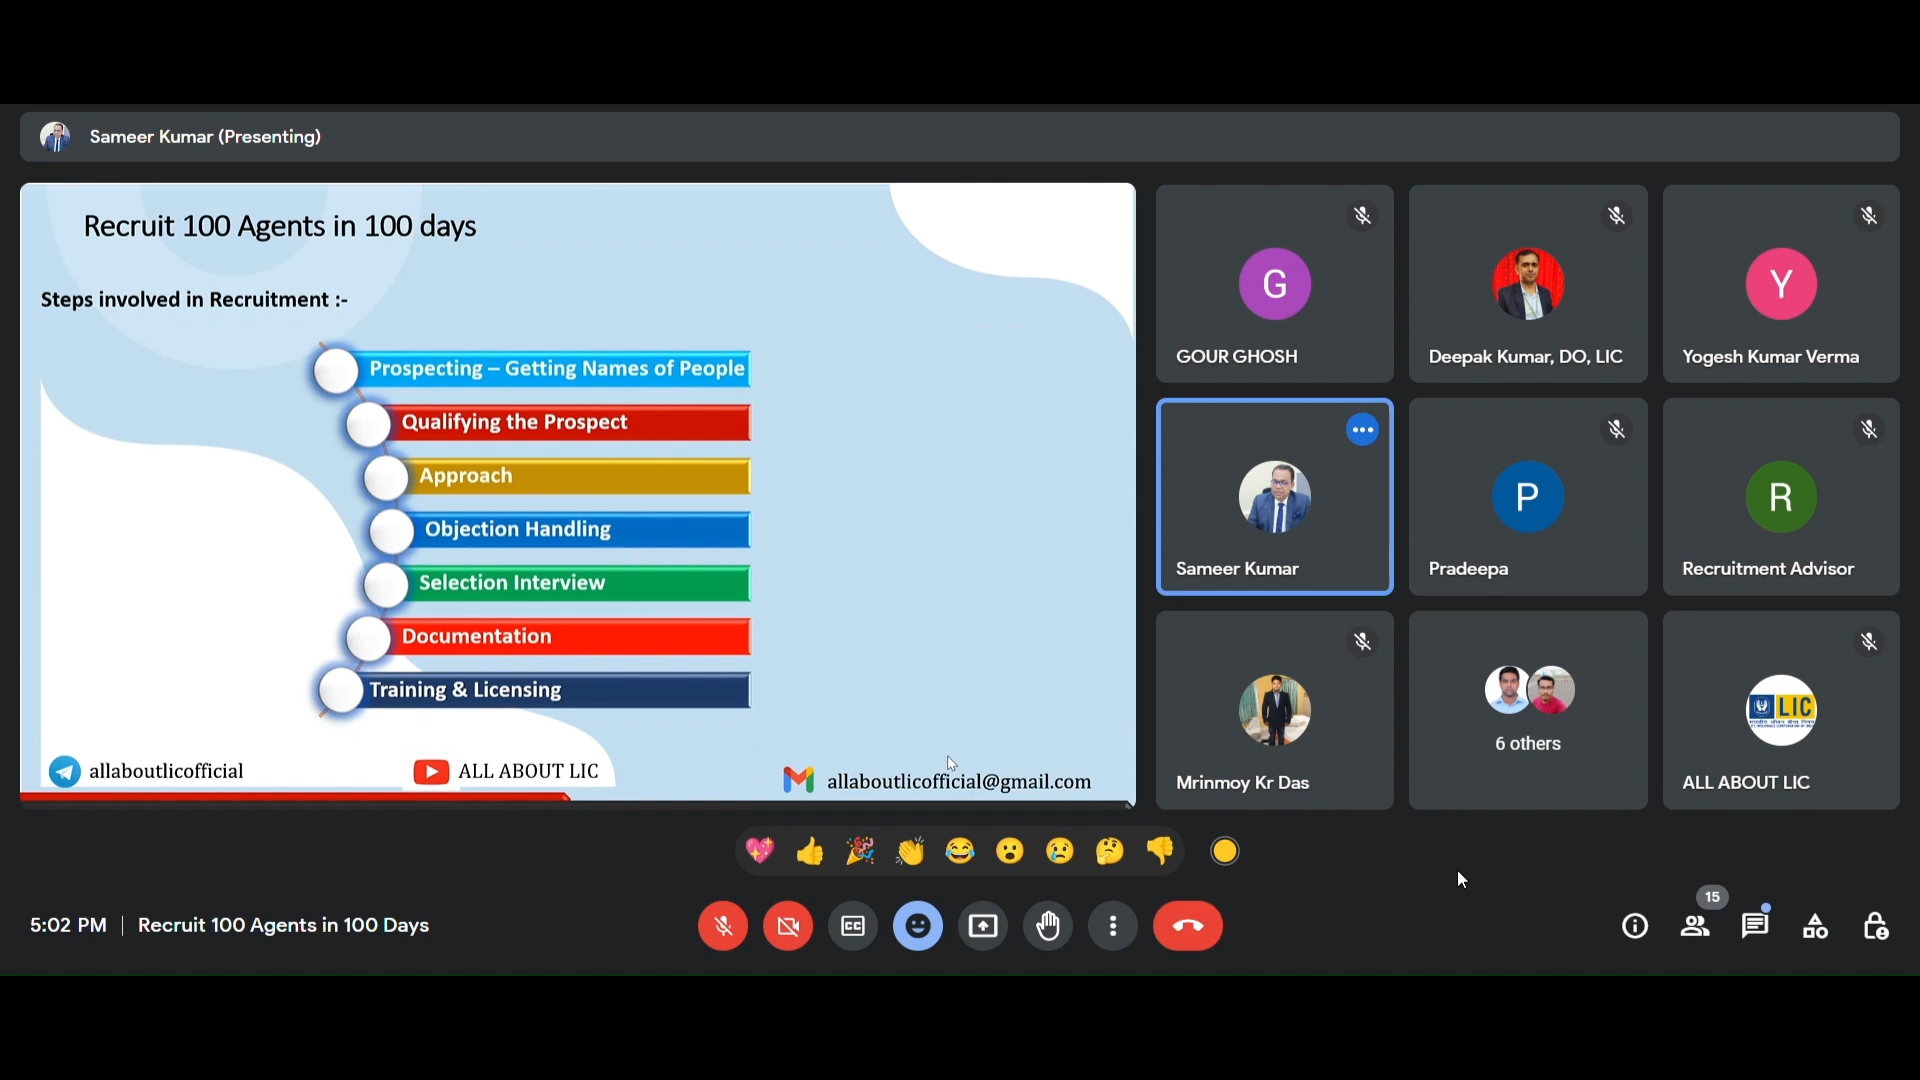 Sameer Kumar (Presenting)
Recruit 100 Agents in 100 days
Steps involved in Recruitment :-
Prospecting – Getting Names of People
Qualifying the Prospect
Approach
Objection Handling
Selection Interview
Documentation
Training & Licensing
allaboutlicofficial
ALL ABOUT LIC
allaboutlicofficial@gmail.com
G
GOUR GHOSH
Deepak Kumar, DO, LIC
Y
Yogesh Kumar Verma
Sameer Kumar
P
Pradeepa
R
Recruitment Advisor
Mrinmoy Kr Das
6 others
LIC
ALL ABOUT LIC
5:02 PM
Recruit 100 Agents in 100 Days
CC
15